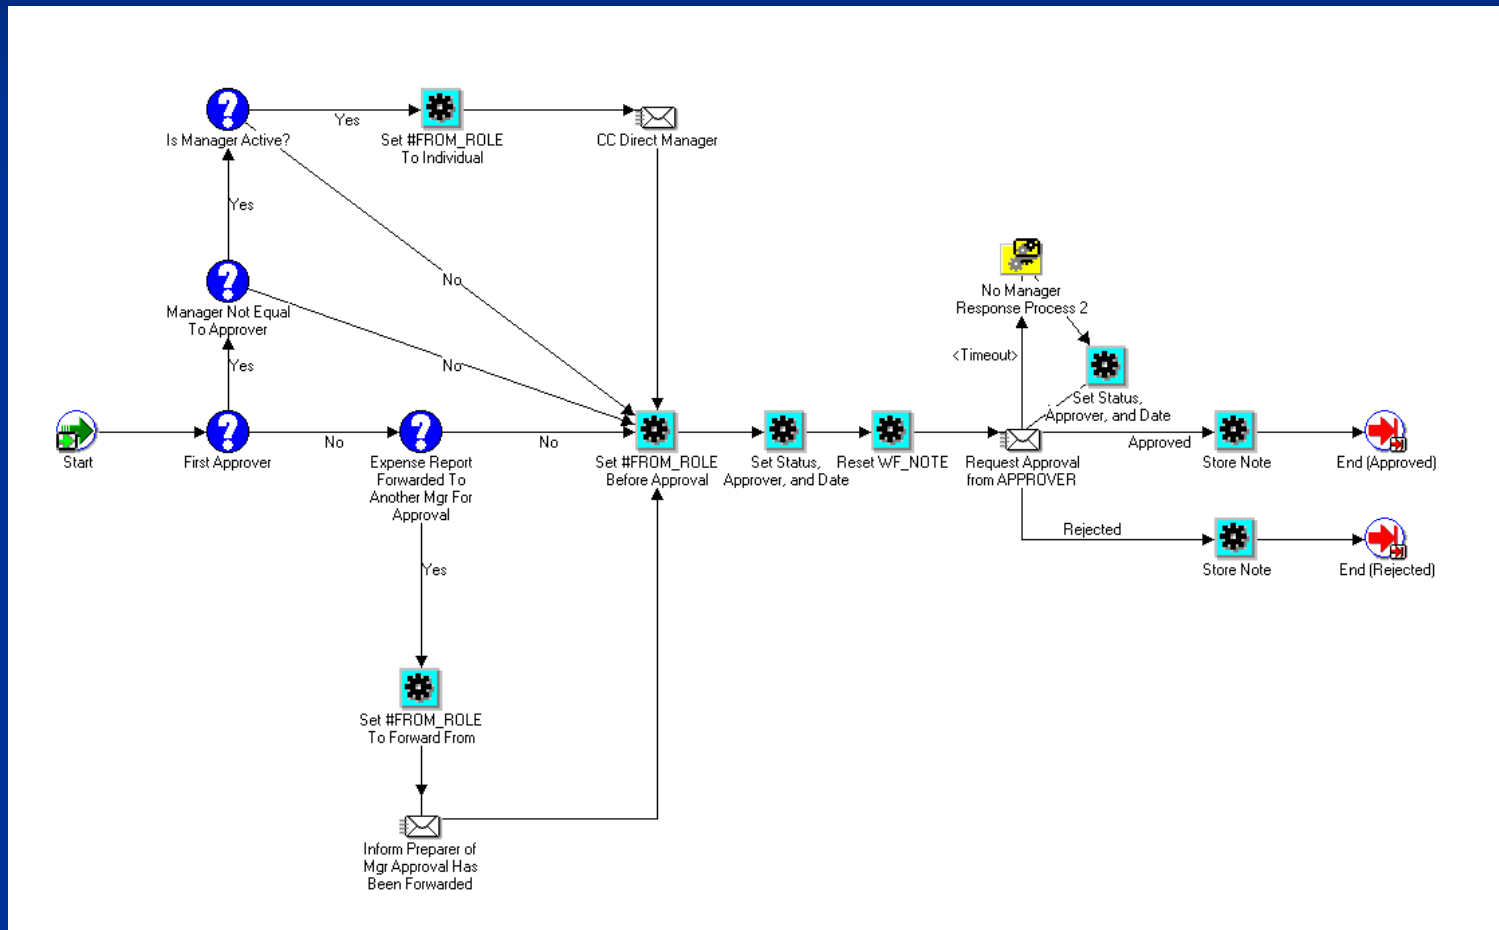 Yes
Is Manager Active?
Set #FROM_ROLE
To Individual
CC Direct Manager
Yes
No
Manager Not Equal
To Approver
No Manager
Response Process 2
Yes
No
<Timeout>
Set Status,
Approver, and Date
Start
First Approver
No
Expense Report
Forwarded To
Another Mgr For
Approval
No
Set #FROM_ROLE
Before Approval
Set Status,
Approver, and Date
Reset WF_NOTE
Request Approval
from APPROVER
Approved
Store Note
End (Approved)
Rejected
Store Note
End (Rejected)
Yes
Set #FROM_ROLE
To Forward From
Inform Preparer of
Mgr Approval Has
Been Forwarded